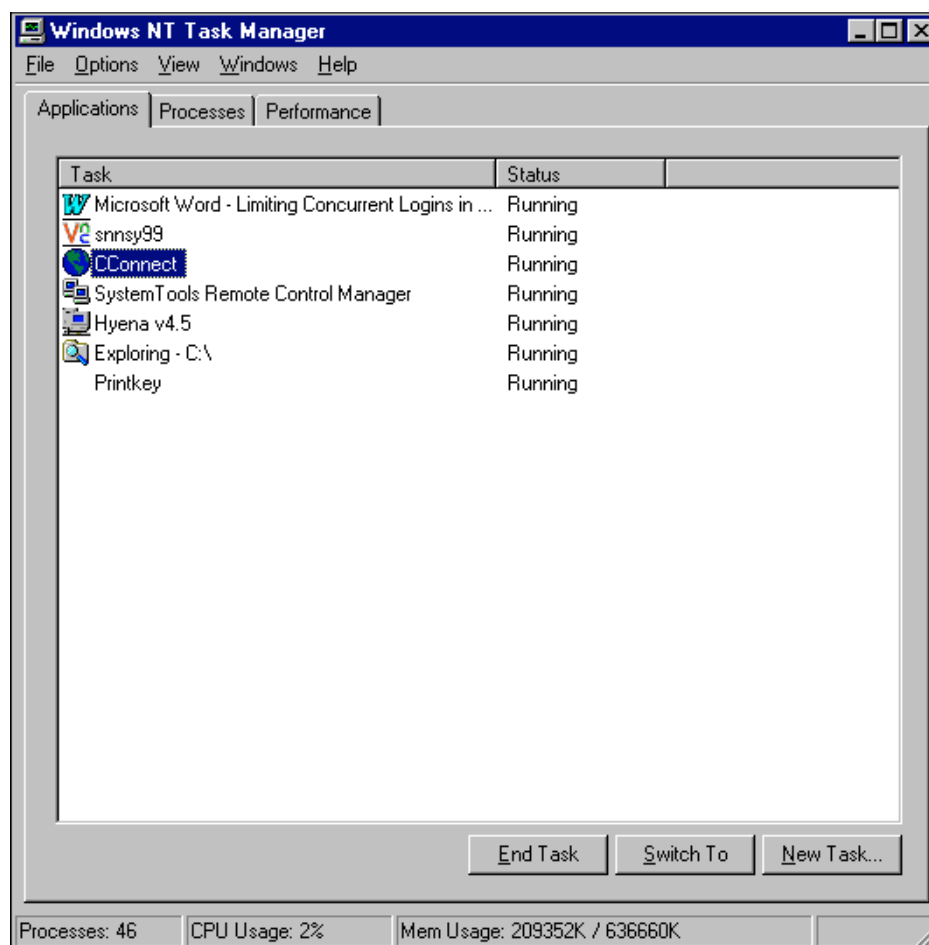 Windows NT Task Manager
File Options View Windows Help
Applications Processes Performance
Task Status
Microsoft Word - Limiting Concurrent Logins in ... Running
snnsy99 Running
CConnect Running
SystemTools Remote Control Manager Running
Hyena v4.5 Running
Exploring - C:\ Running
Printkey Running
End Task Switch To New Task...
Processes: 46 CPU Usage: 2% Mem Usage: 209352K / 636660K